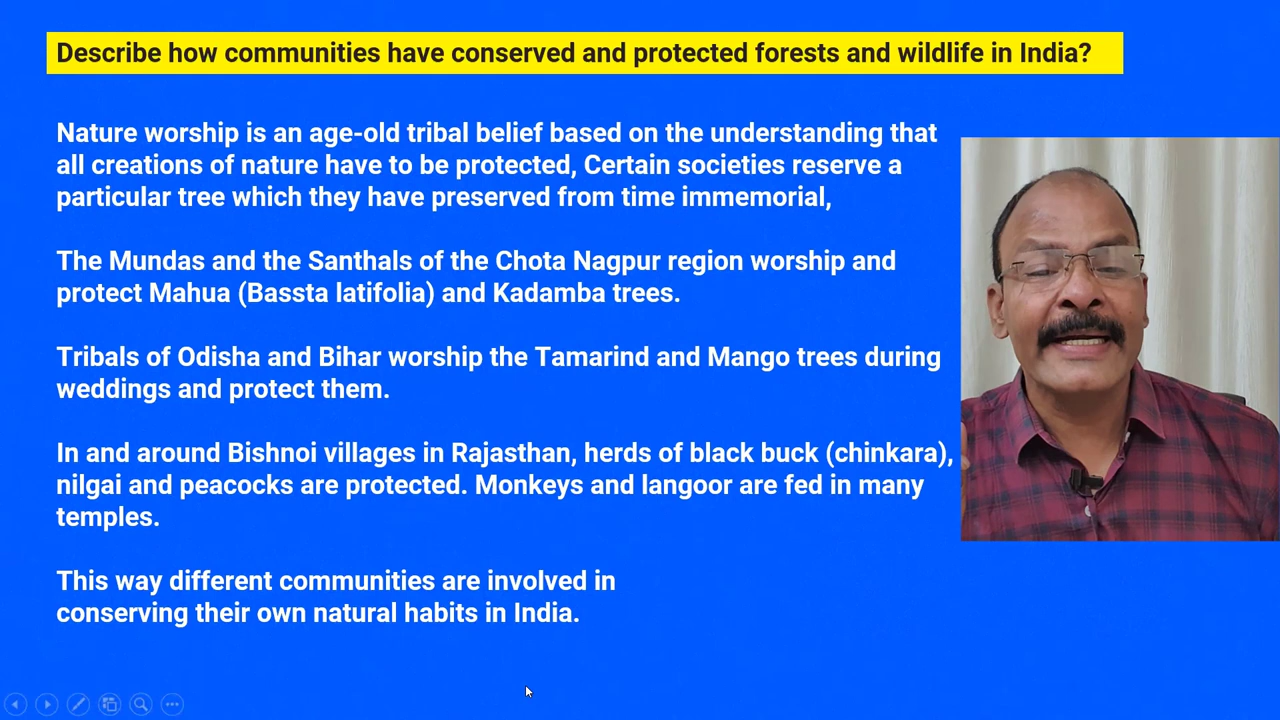 Describe how communities have conserved and protected forests and wildlife in India?
Nature worship is an age-old tribal belief based on the understanding that
all creations of nature have to be protected, Certain societies reserve a
particular tree which they have preserved from time immemorial,
The Mundas and the Santhals of the Chota Nagpur region worship and
protect Mahua (Bassta latifolia) and Kadamba trees.
Tribals of Odisha and Bihar worship the Tamarind and Mango trees during
weddings and protect them.
In and around Bishnoi villages in Rajasthan, herds of black buck (chinkara),
nilgai and peacocks are protected. Monkeys and langoor are fed in many
temples.
This way different communities are involved in
conserving their own natural habits in India.